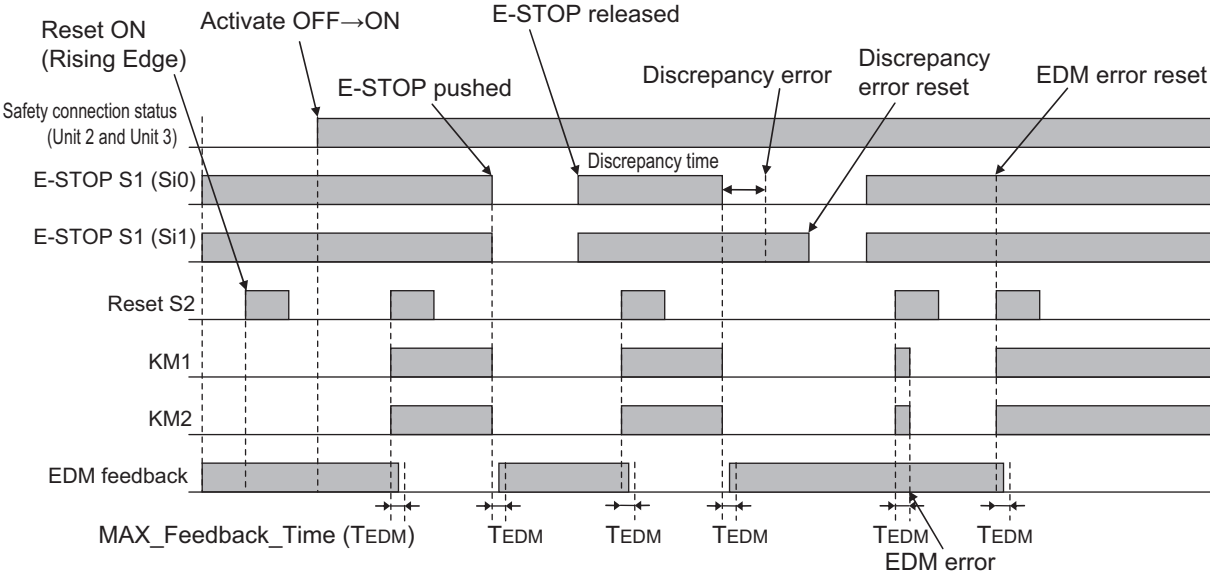 E-STOP released
Activate OFF→ON
Reset ON
(Rising Edge)
Discrepancy error
Discrepancy
error reset
EDM error reset
E-STOP pushed
Safety connection status
(Unit 2 and Unit 3)
Discrepancy time
E-STOP S1 (Si0)
E-STOP S1 (Si1)
Reset S2
KM1
KM2
EDM feedback
MAX_Feedback_Time (TEDM)
TEDM
TEDM
TEDM
TEDM
TEDM
EDM error